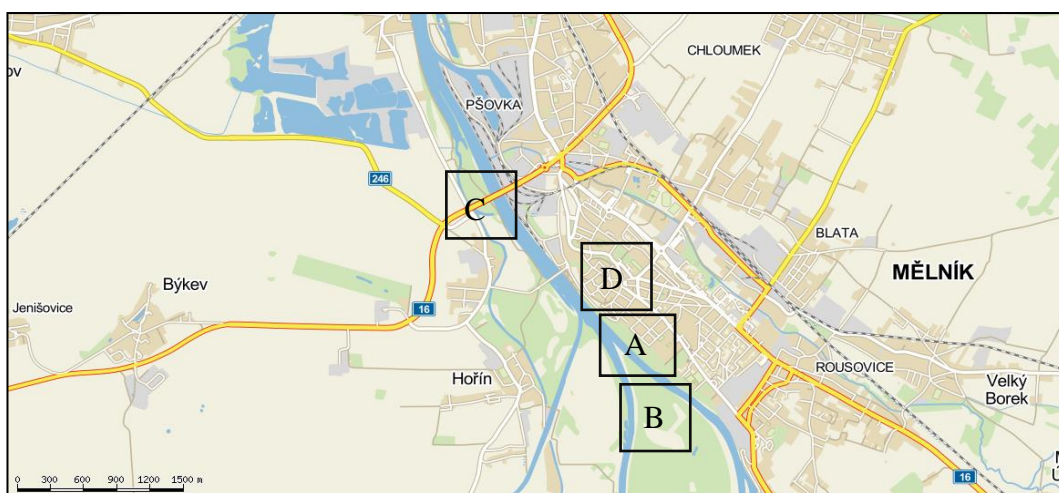 CHLOUMEK
ov
PŠOVKA
246
C
BLATA
MĚLNÍK
D
Býkev
Jenišovice
16
A
ROUSOVICE
Hořín
Velký
Borek
B
16
0 300 600 900 1200 1500 m